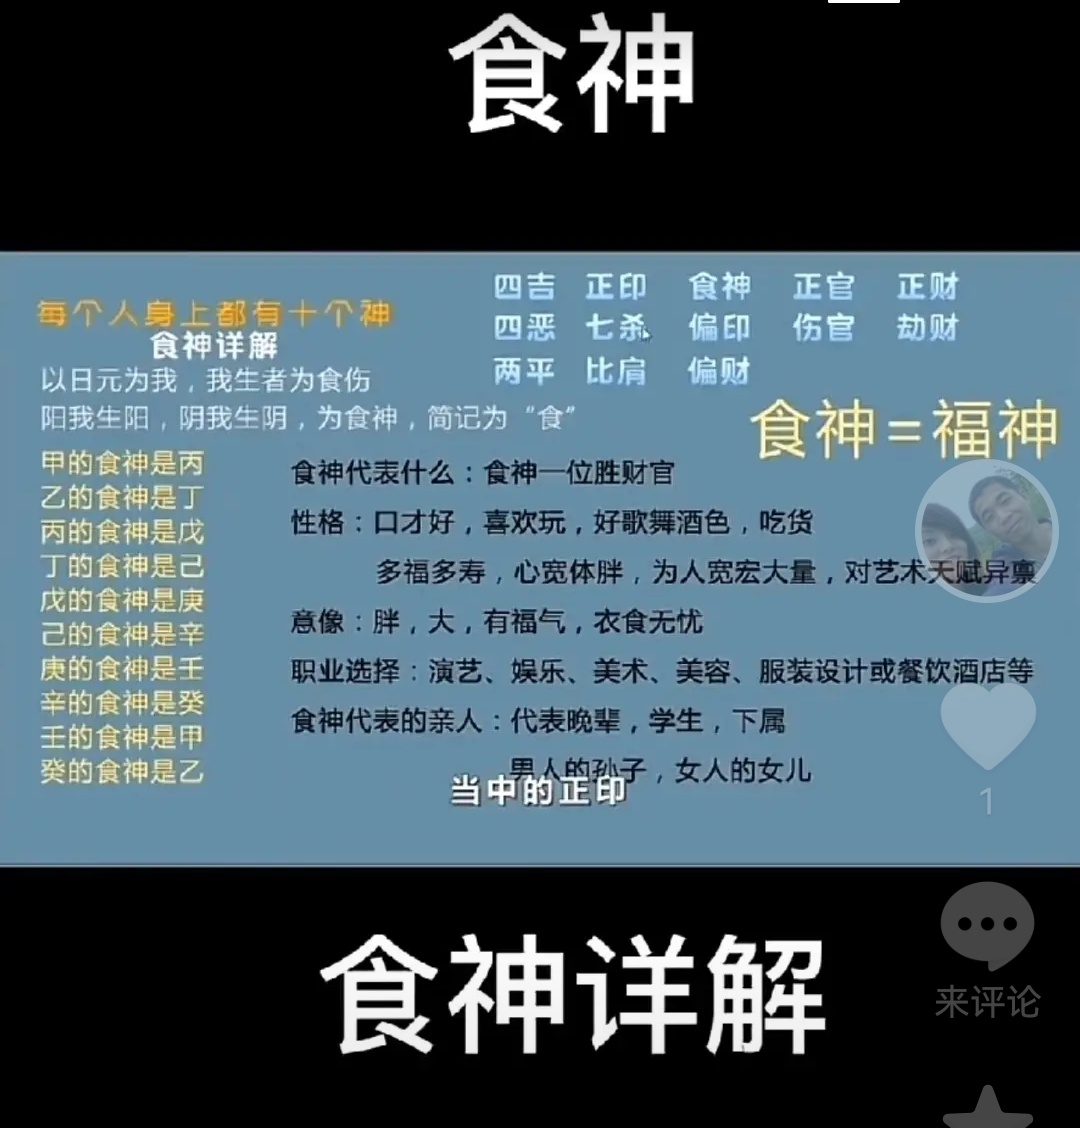 食神
四吉 正印 食神 正官 正财
每个人身上都有十个神
四恶 七杀 偏印 伤官 劫财
食神详解
两平 比肩 偏财
以日元为我，我生者为食伤
阳我生阳，阴我生阴，为食神，简记为“食”
食神=福神
甲的食神是丙
乙的食神是丁
丙的食神是戊
丁的食神是己
戊的食神是庚
己的食神是辛
庚的食神是壬
辛的食神是癸
壬的食神是甲
癸的食神是乙
食神代表什么：食神一位胜财官
性格：口才好，喜欢玩，好歌舞酒色，吃货
多福多寿，心宽体胖，为人宽宏大量，对艺术天赋异禀
意像：胖，大，有福气，衣食无忧
职业选择：演艺、娱乐、美术、美容、服装设计或餐饮酒店等
食神代表的亲人：代表晚辈，学生，下属
男人的孙子，女人的女儿
当中的正印
1
食神详解
来评论